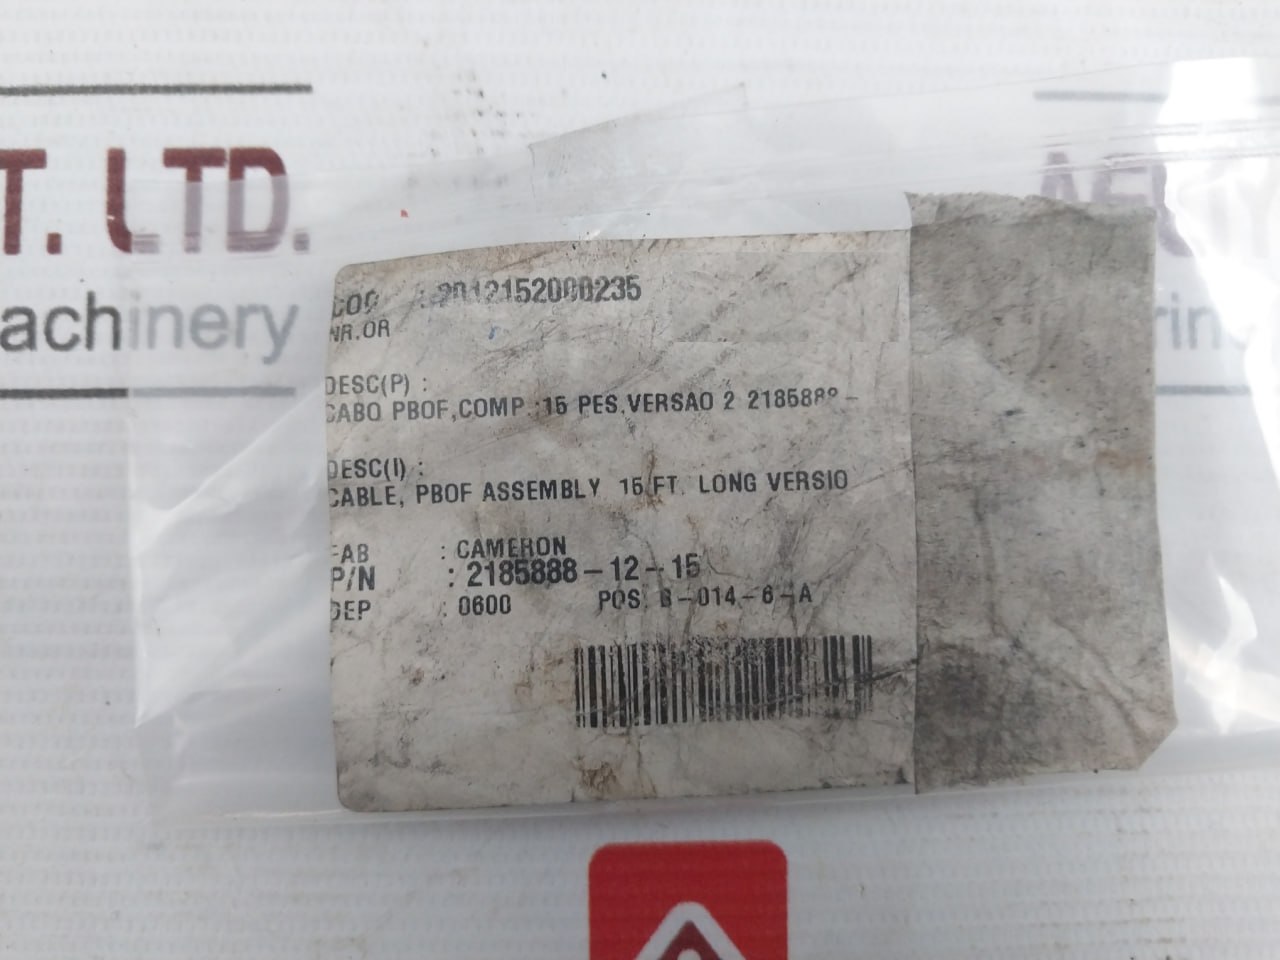 T. LTD.
achinery
COD : 2012152000235
NR.OR
DESC(P) :
CABO PBOF,COMP. 15 PES,VERSAO 2 2185888-
DESC(I) :
CABLE, PBOF ASSEMBLY 15 FT. LONG VERSIO
FAB : CAMERON
P/N : 2185888-12-15
DEP : 0600 POS. B-014-6-A